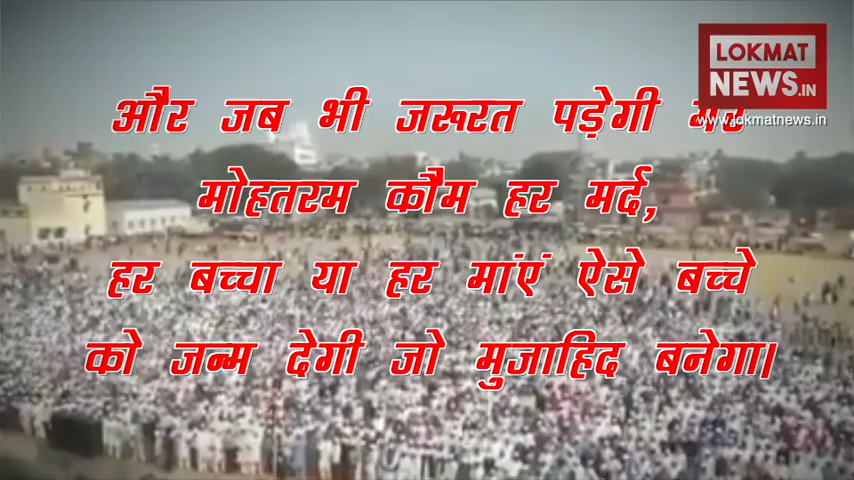 LOKMAT
NEWS.IN
www.lokmatnews.in
और जब भी जरूरत पड़ेगी
मोहतरम कौम हर मर्द,
हर बच्चा या हर मांएं ऐसे बच्चे
को जन्म देगी जो मुजाहिद बनेगा।